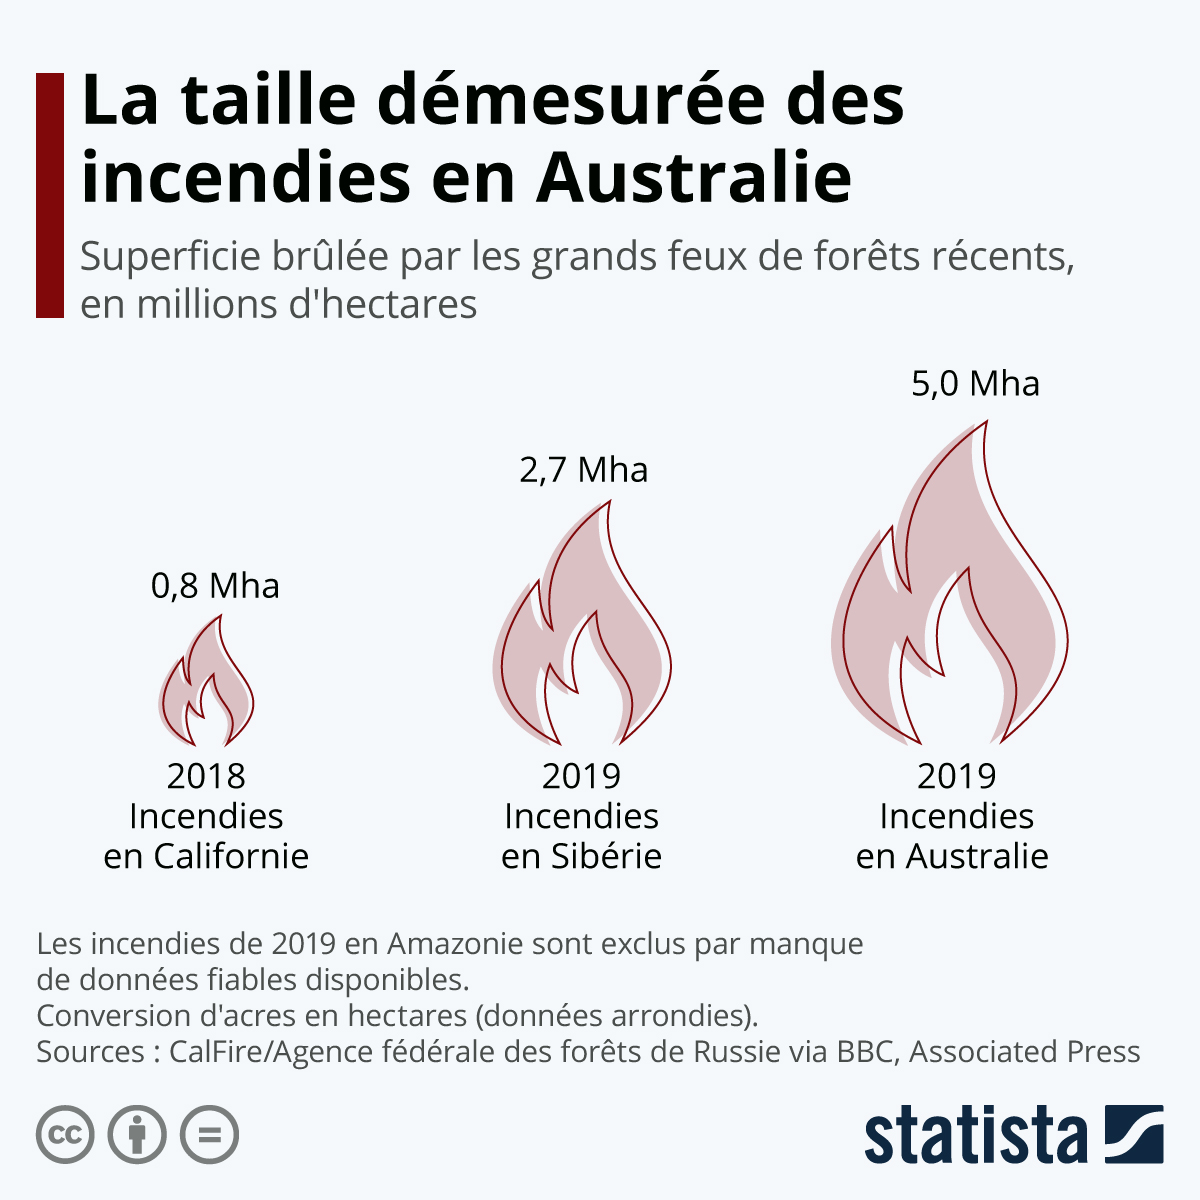 La taille démesurée des
incendies en Australie
Superficie brûlée par les grands feux de forêts récents,
en millions d'hectares
0,8 Mha
2,7 Mha
5,0 Mha
2018
Incendies
en Californie
2019
Incendies
en Sibérie
2019
Incendies
en Australie
Les incendies de 2019 en Amazonie sont exclus par manque
de données fiables disponibles.
Conversion d'acres en hectares (données arrondies).
Sources : CalFire/Agence fédérale des forêts de Russie via BBC, Associated Press
cc
statista